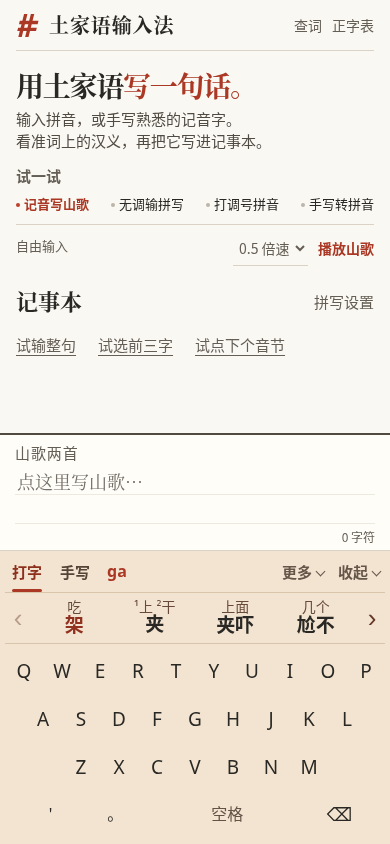 # 土家语输入法
查词 正字表
用土家语写一句话。
输入拼音，或手写熟悉的记音字。
看准词上的汉义，再把它写进记事本。
试一试
• 记音写山歌 • 无调输拼写 • 打调号拼音 • 手写转拼音
自由输入 0.5 倍速 播放山歌
记事本 拼写设置
试输整句 试选前三字 试点下个音节
山歌两首
点这里写山歌…
0 字符
打字 手写 ga 更多 收起
吃 ¹上 ²干 上面 几个
‹ 架 夹 夹吓 尬不 ›
Q W E R T Y U I O P
A S D F G H J K L
Z X C V B N M
' 。 空格 ⌫